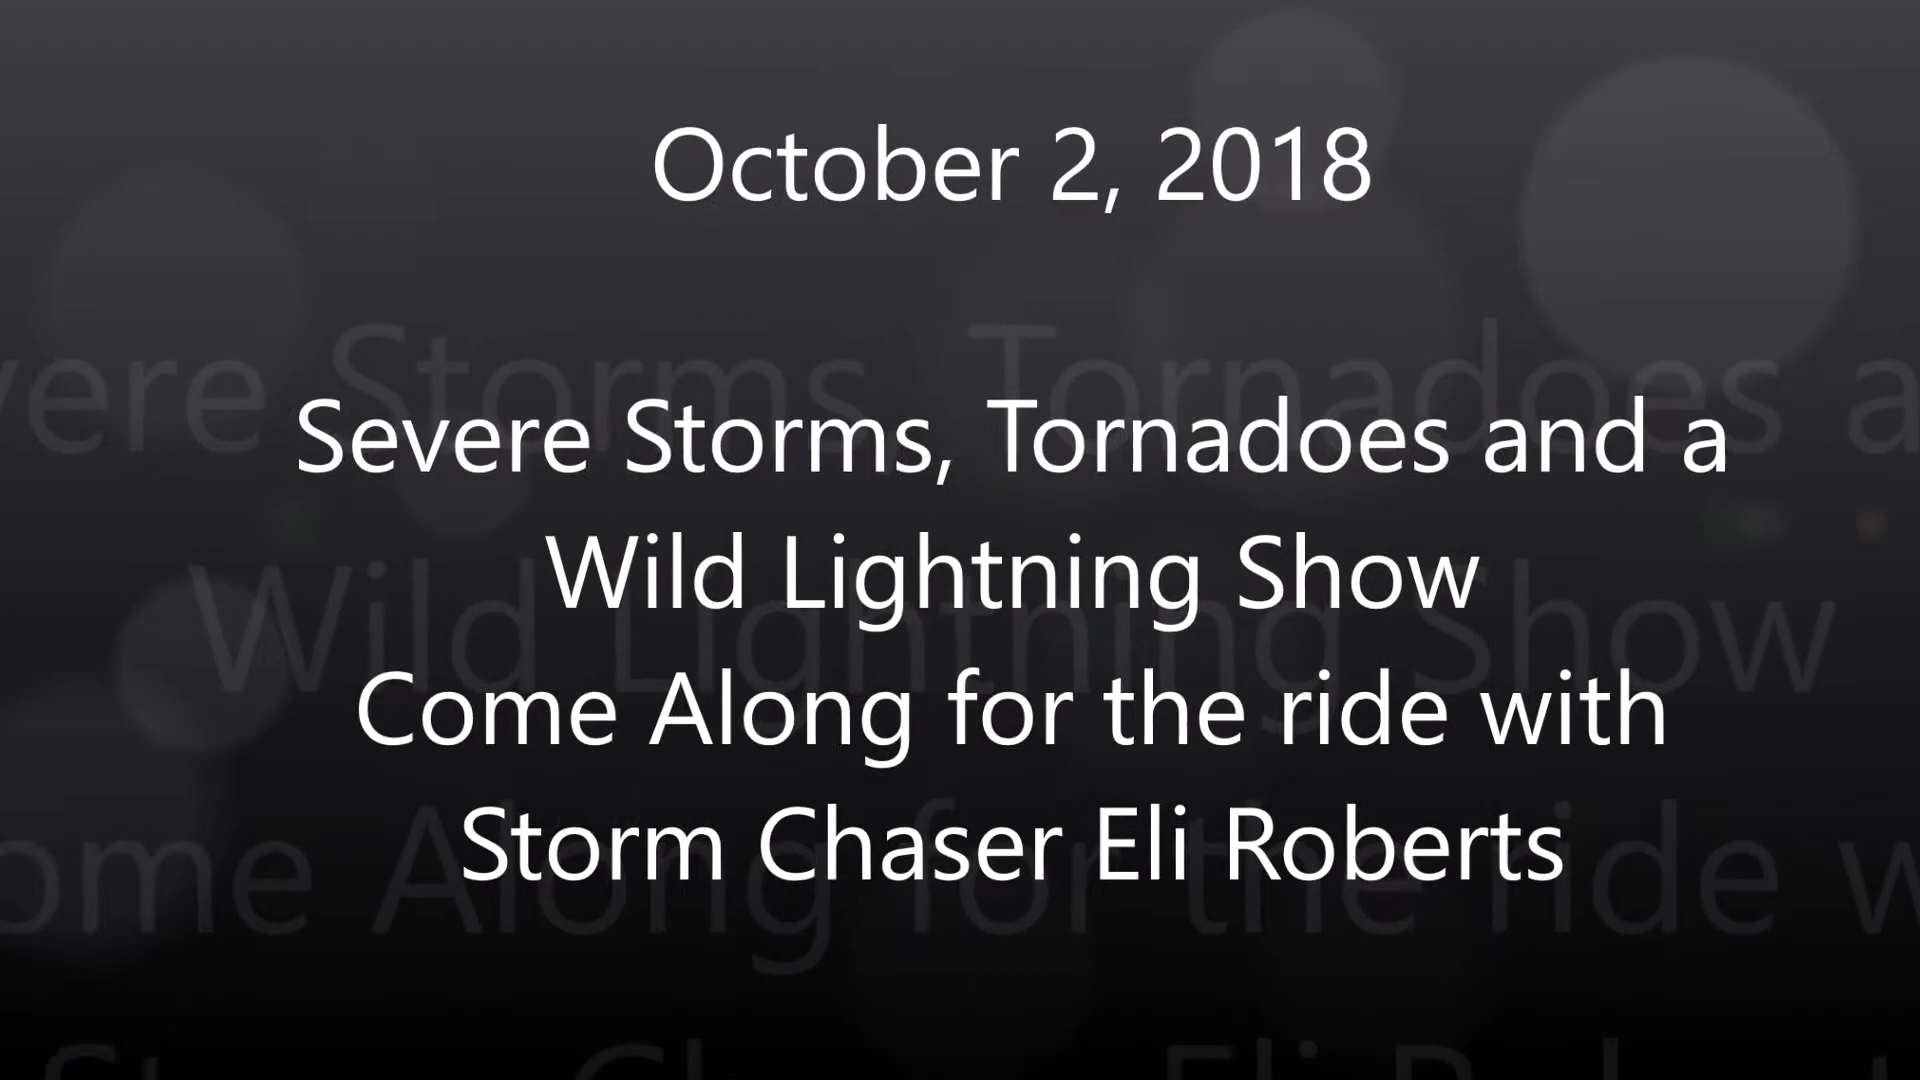 October 2, 2018
Severe Storms, Tornadoes and a
Wild Lightning Show
Come Along for the ride with
Storm Chaser Eli Roberts